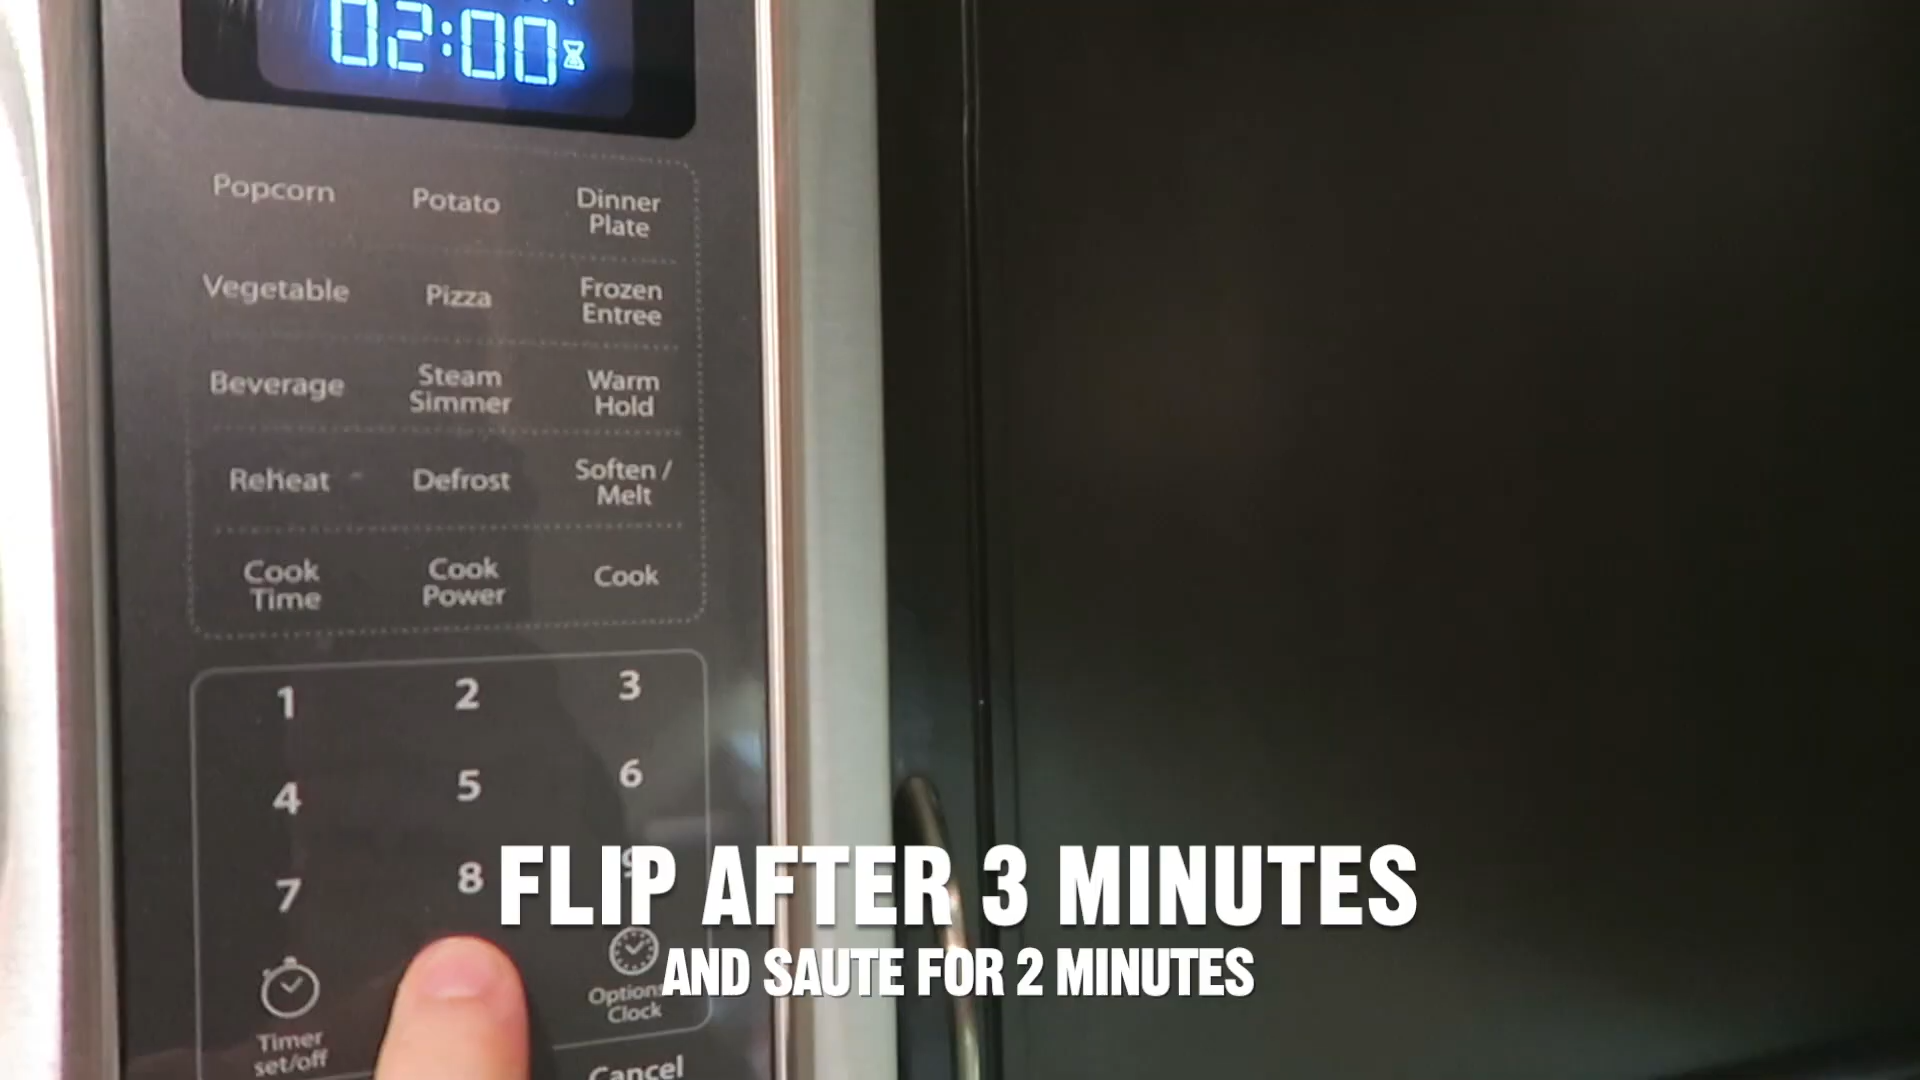 02:00
Popcorn
Potato
Dinner
Plate
Vegetable
Pizza
Frozen
Entree
Beverage
Steam
Simmer
Warm
Hold
Reheat
Defrost
Soften /
Melt
Cook
Time
Cook
Power
Cook
1 2 3
4 5 6
7 8 9
FLIP AFTER 3 MINUTES
AND SAUTE FOR 2 MINUTES
Timer
set/off
Clock
Cancel